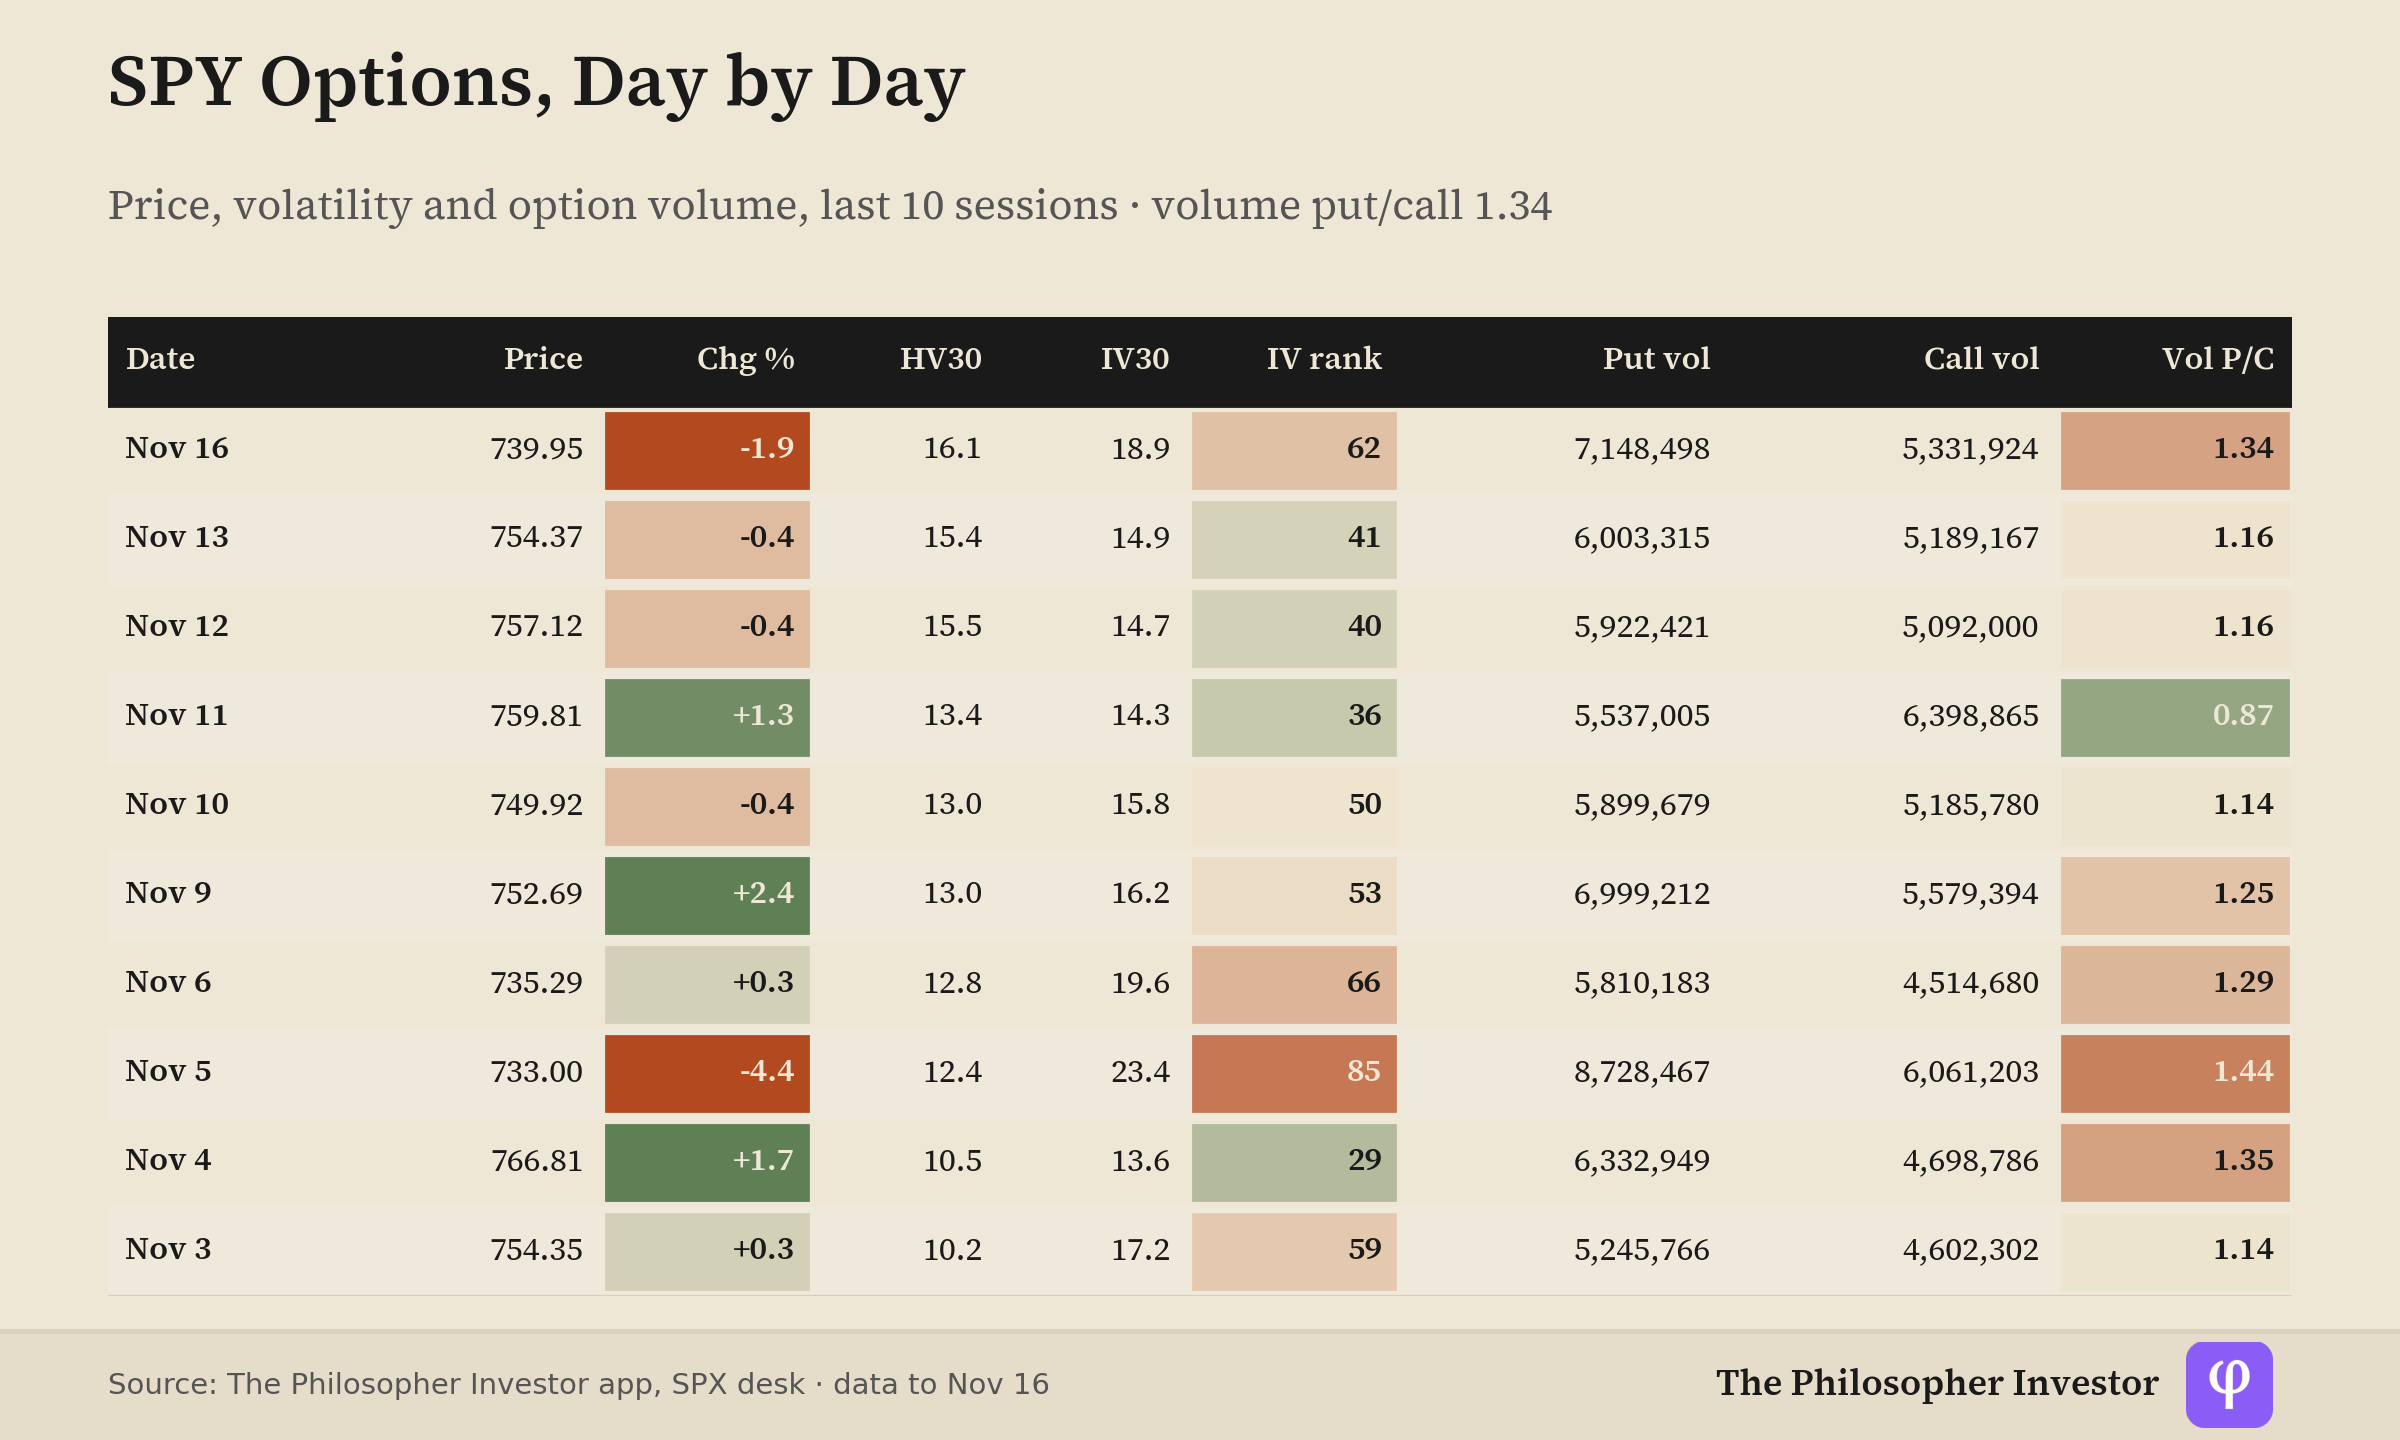 SPY Options, Day by Day
Price, volatility and option volume, last 10 sessions · volume put/call 1.34
Date Price Chg % HV30 IV30 IV rank Put vol Call vol Vol P/C
Nov 16 739.95 -1.9 16.1 18.9 62 7,148,498 5,331,924 1.34
Nov 13 754.37 -0.4 15.4 14.9 41 6,003,315 5,189,167 1.16
Nov 12 757.12 -0.4 15.5 14.7 40 5,922,421 5,092,000 1.16
Nov 11 759.81 +1.3 13.4 14.3 36 5,537,005 6,398,865 0.87
Nov 10 749.92 -0.4 13.0 15.8 50 5,899,679 5,185,780 1.14
Nov 9 752.69 +2.4 13.0 16.2 53 6,999,212 5,579,394 1.25
Nov 6 735.29 +0.3 12.8 19.6 66 5,810,183 4,514,680 1.29
Nov 5 733.00 -4.4 12.4 23.4 85 8,728,467 6,061,203 1.44
Nov 4 766.81 +1.7 10.5 13.6 29 6,332,949 4,698,786 1.35
Nov 3 754.35 +0.3 10.2 17.2 59 5,245,766 4,602,302 1.14
Source: The Philosopher Investor app, SPX desk · data to Nov 16
The Philosopher Investor φ